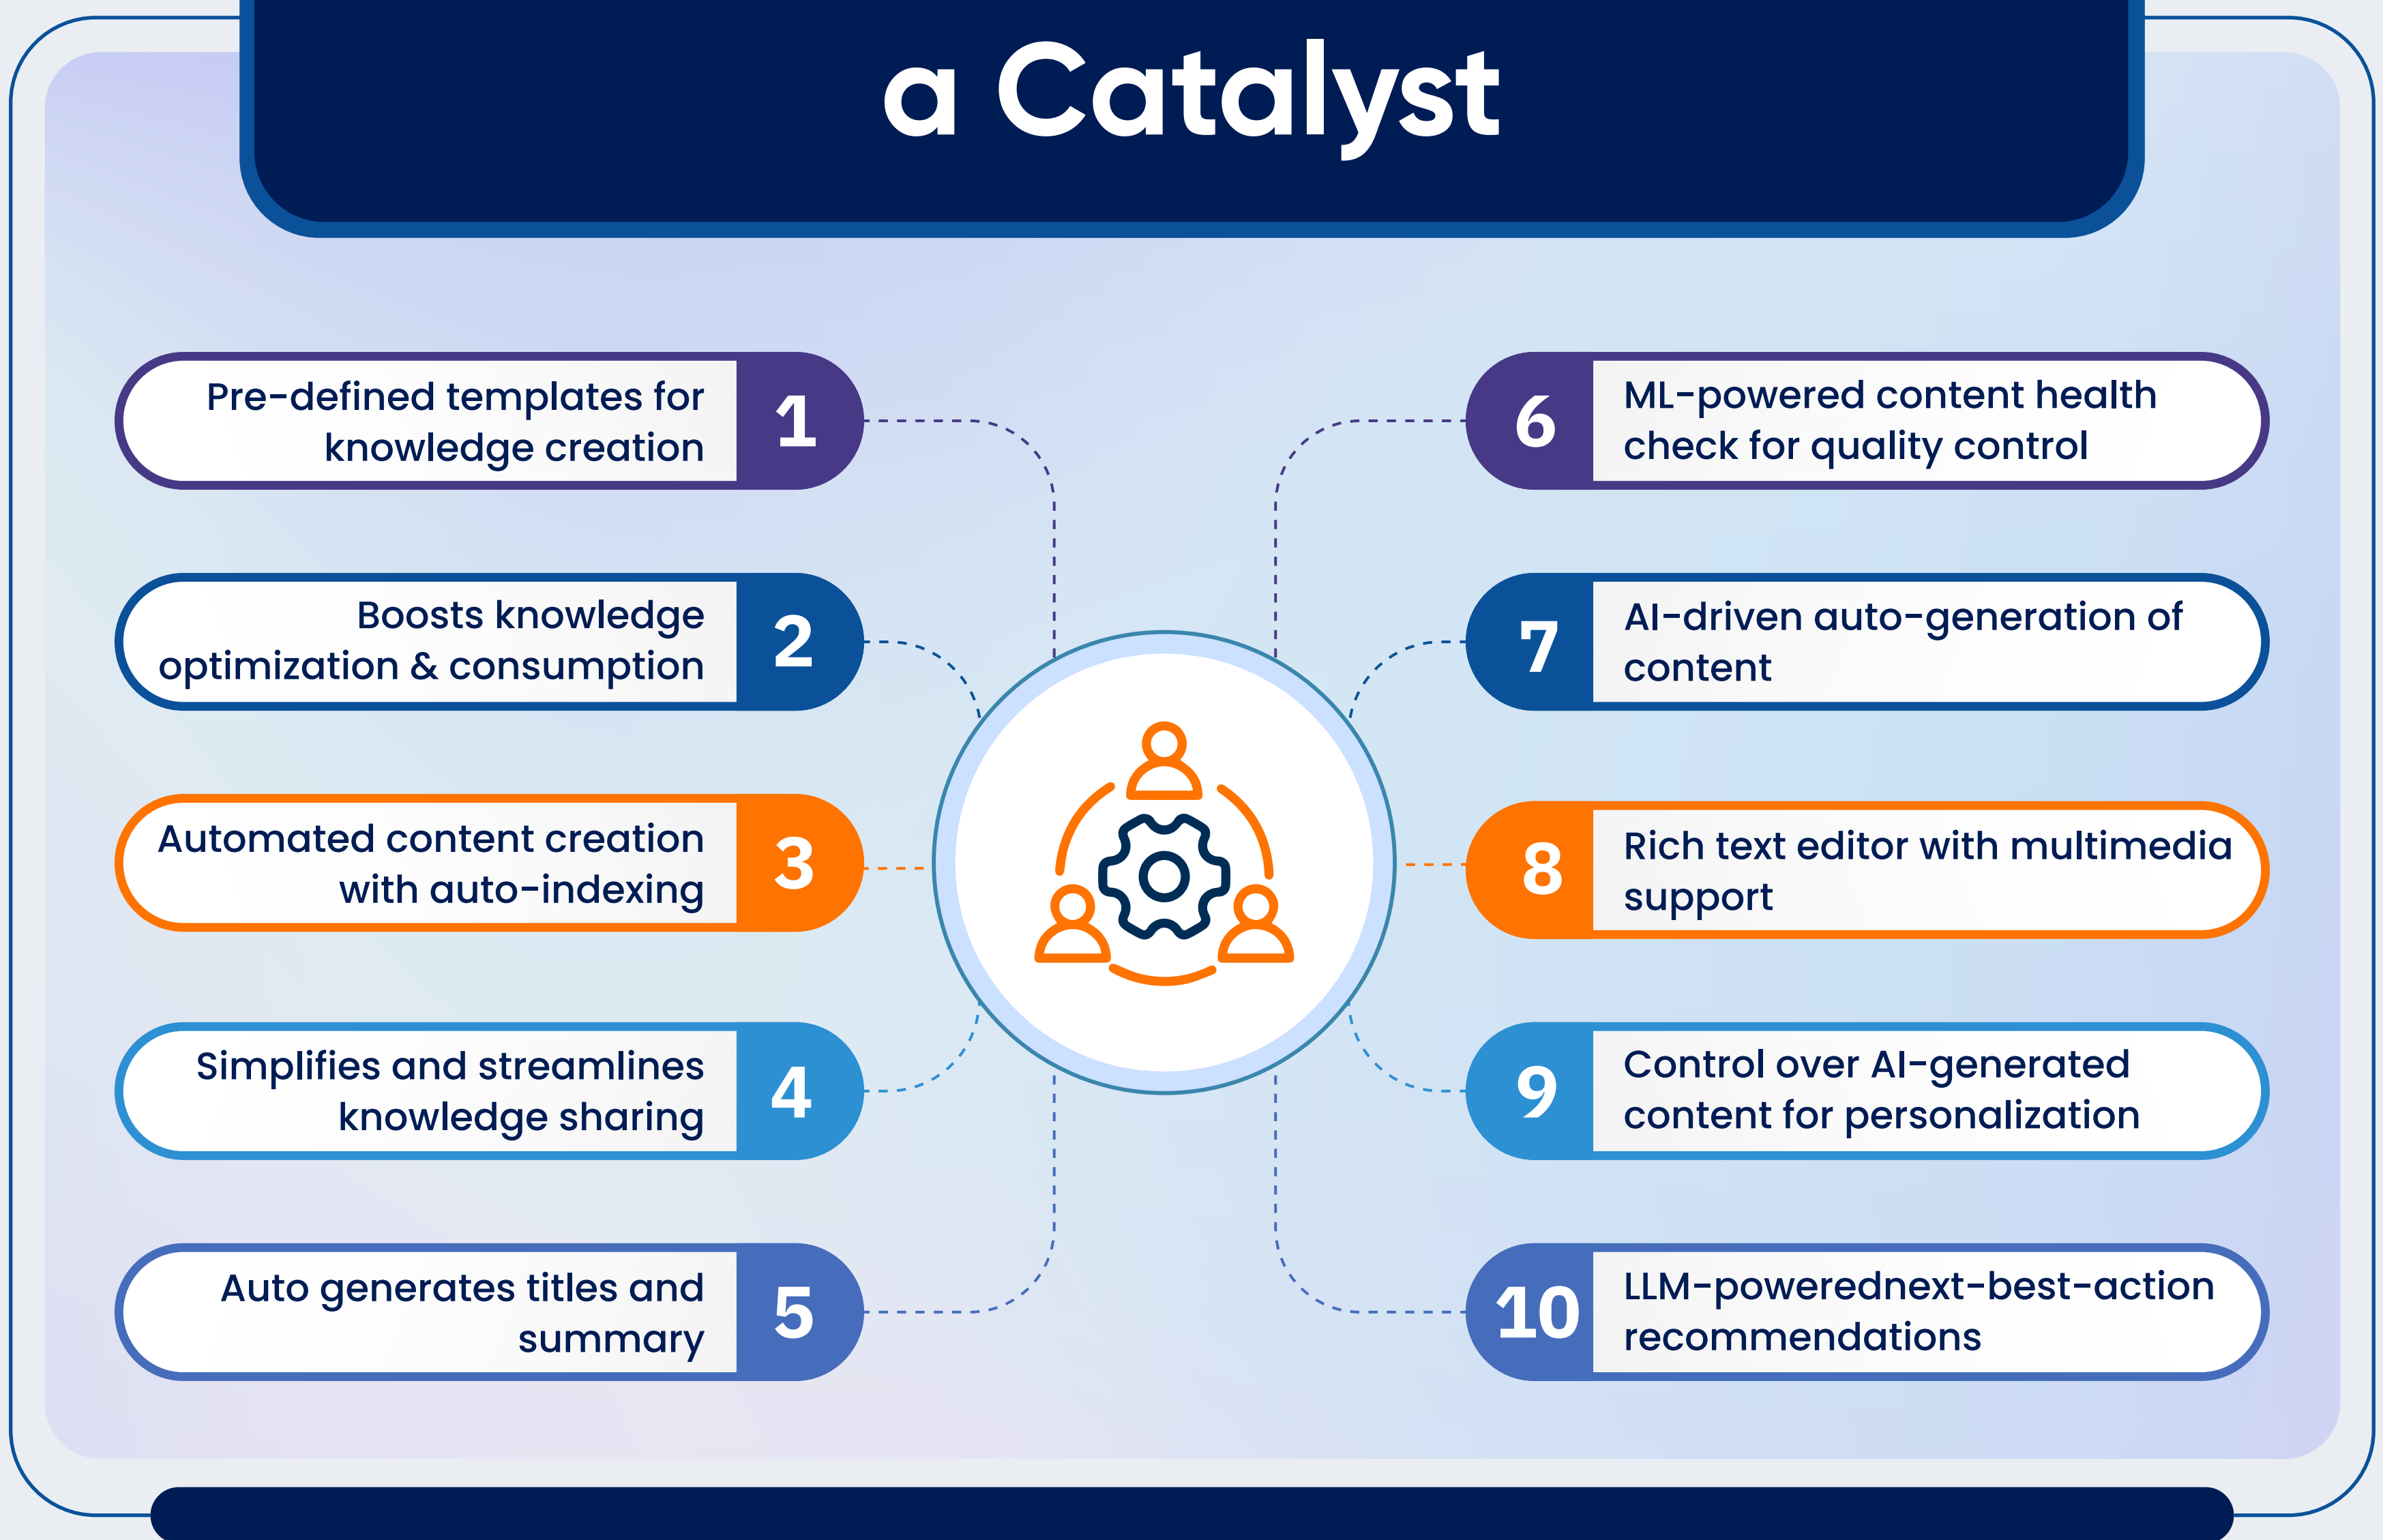 a Catalyst
Pre-defined templates for
knowledge creation
1
Boosts knowledge
optimization & consumption
2
Automated content creation
with auto-indexing
3
Simplifies and streamlines
knowledge sharing
4
Auto generates titles and
summary
5
6
ML-powered content health
check for quality control
7
AI-driven auto-generation of
content
8
Rich text editor with multimedia
support
9
Control over AI-generated
content for personalization
10
LLM-powerednext-best-action
recommendations